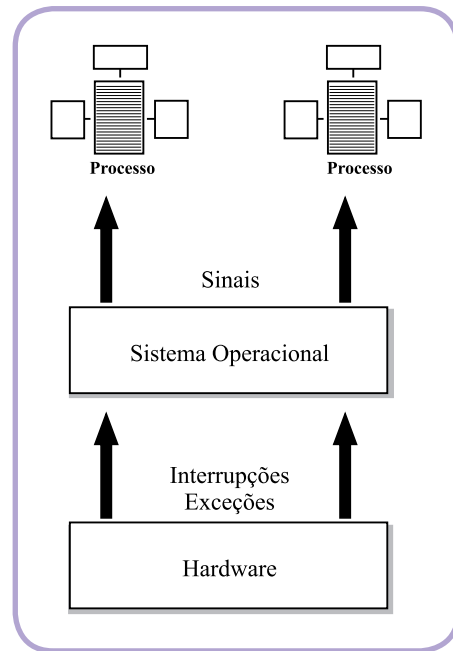 Processo
Processo
Sinais
Sistema Operacional
Interrupções
Exceções
Hardware